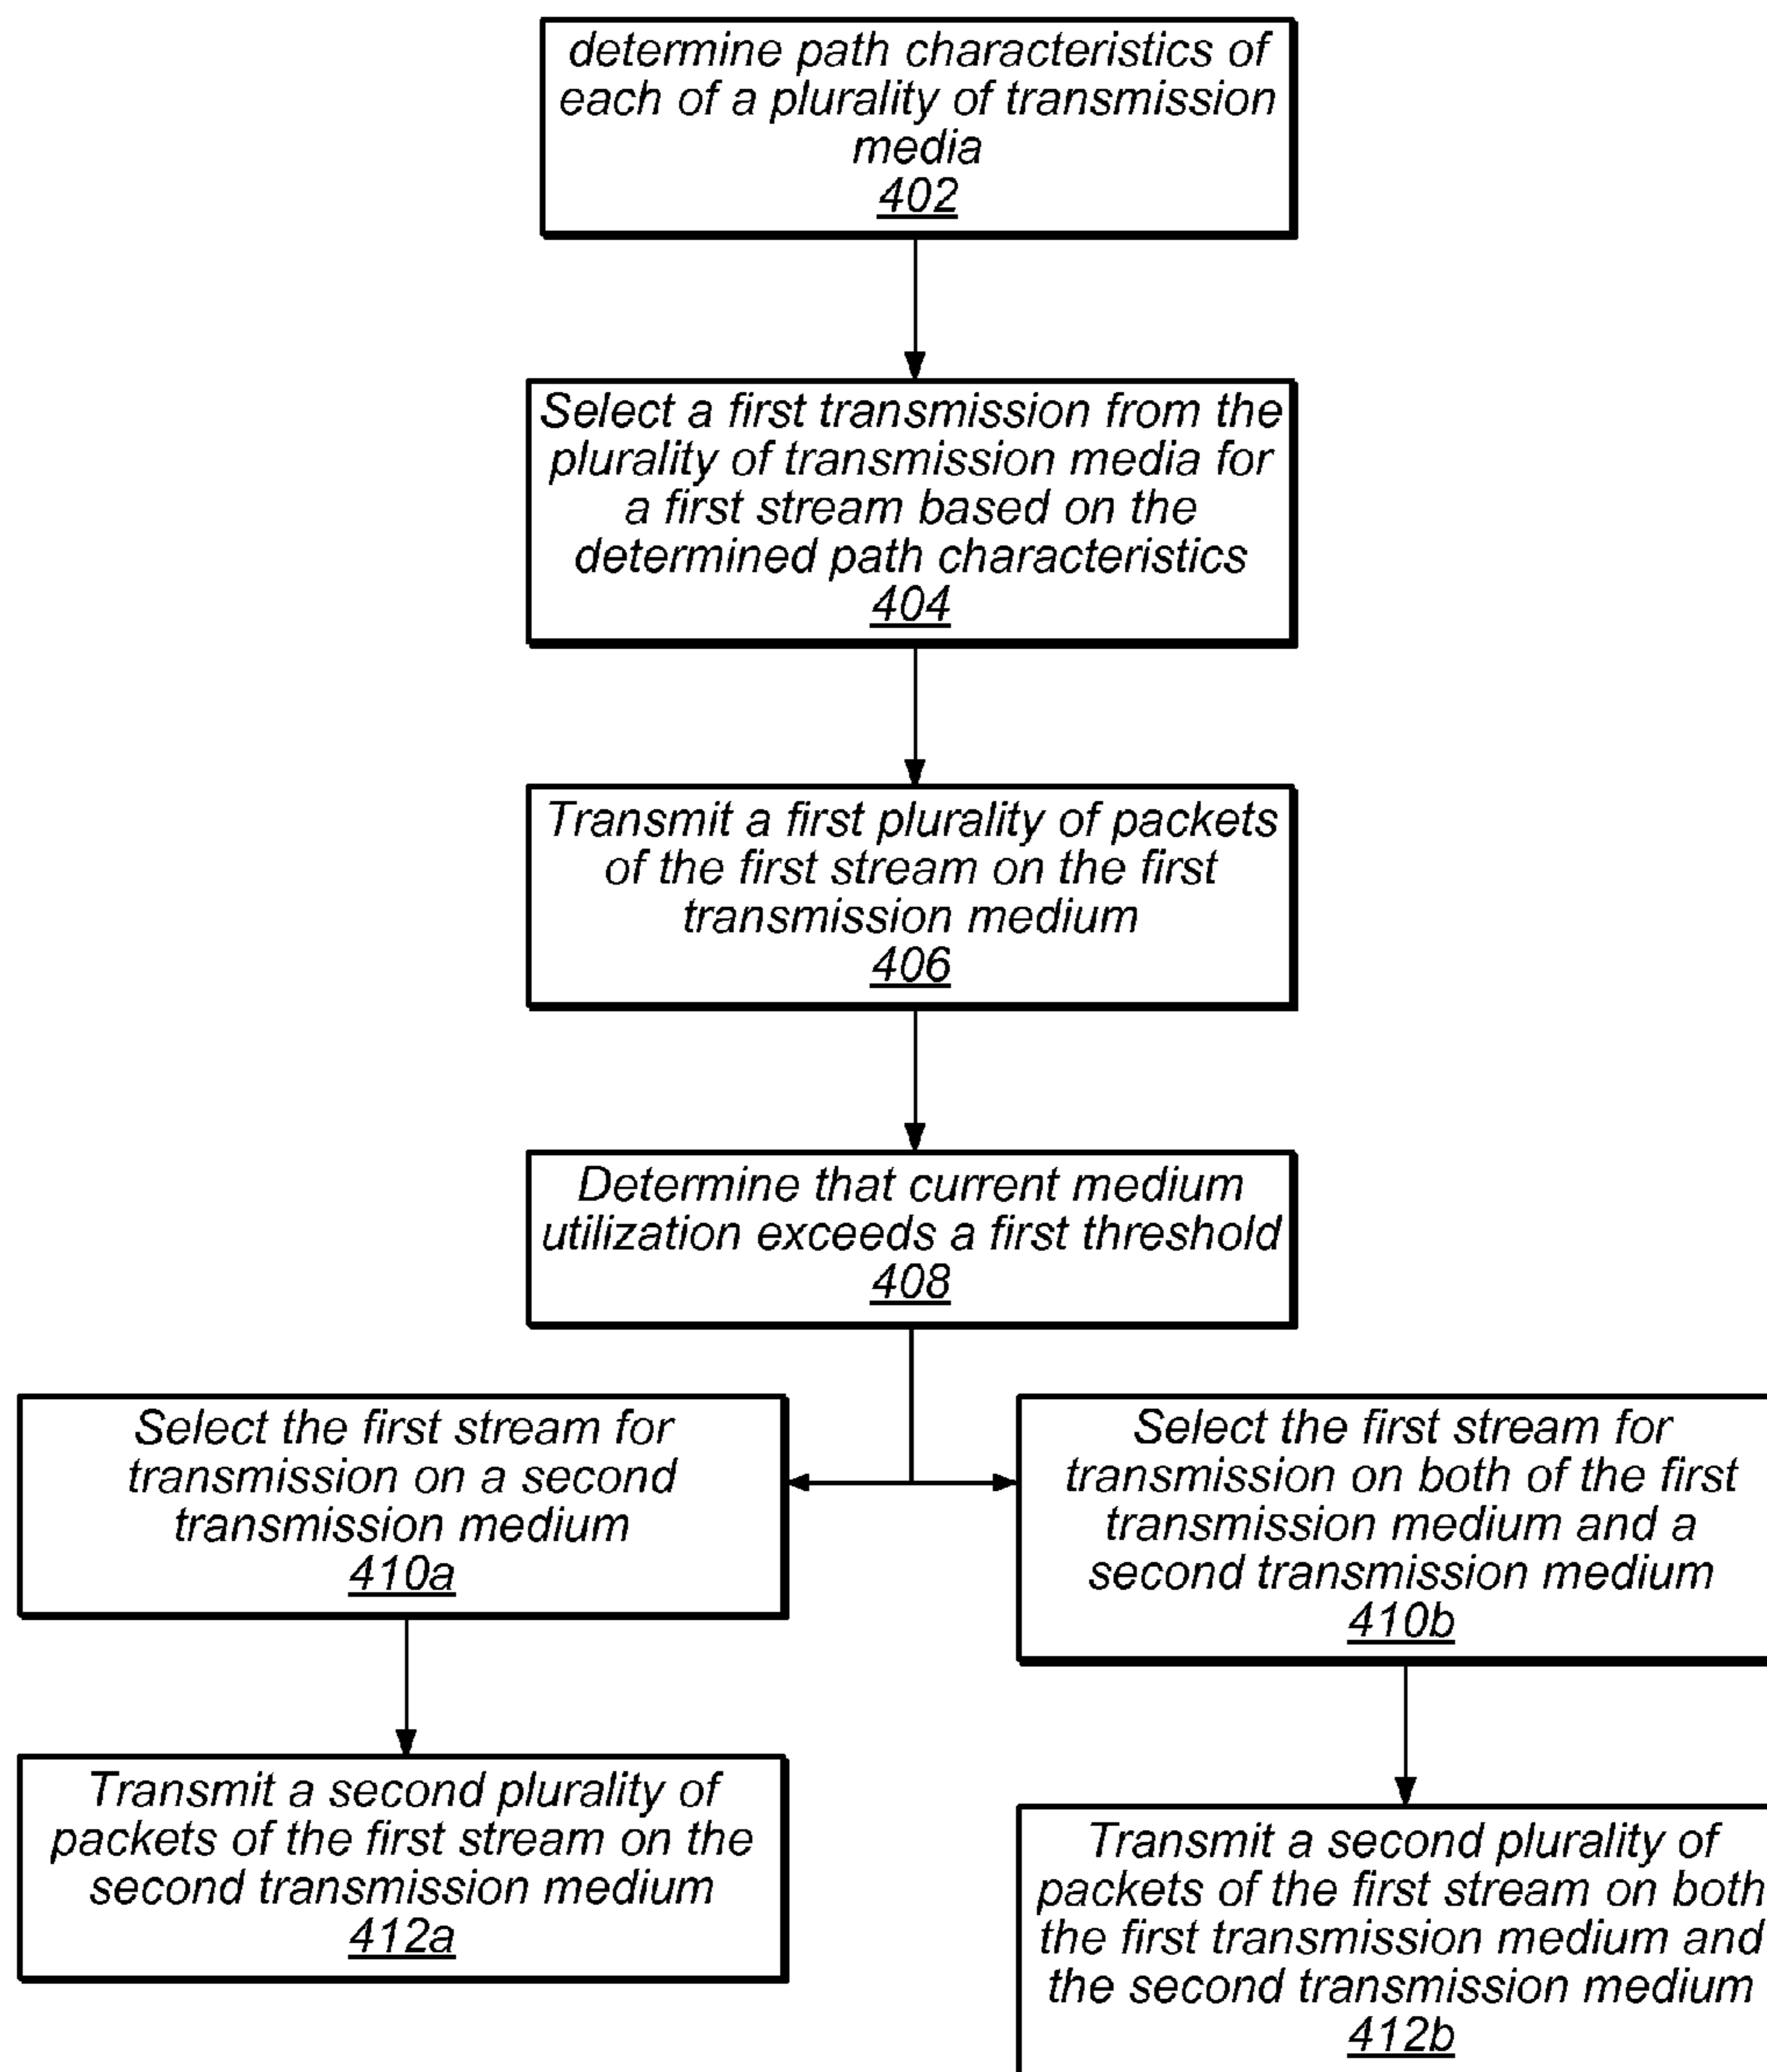 determine path characteristics of
each of a plurality of transmission
media
402
Select a first transmission from the
plurality of transmission media for
a first stream based on the
determined path characteristics
404
Transmit a first plurality of packets
of the first stream on the first
transmission medium
406
Determine that current medium
utilization exceeds a first threshold
408
Select the first stream for
transmission on a second
transmission medium
410a
Select the first stream for
transmission on both of the first
transmission medium and a
second transmission medium
410b
Transmit a second plurality of
packets of the first stream on the
second transmission medium
412a
Transmit a second plurality of
packets of the first stream on both
the first transmission medium and
the second transmission medium
412b